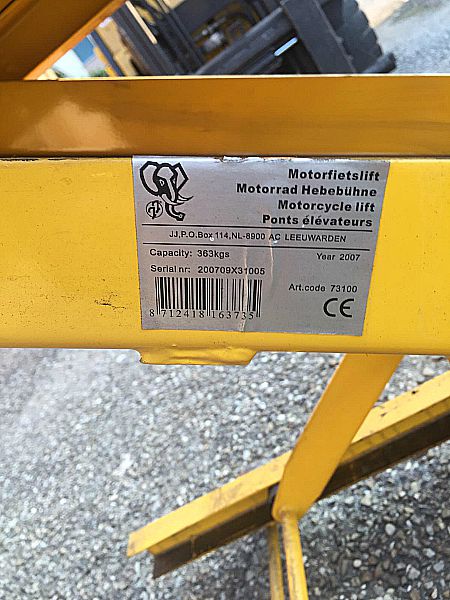 Motorfietslift
Motorrad Hebebühne
Motorcycle lift
Ponts élévateurs
JJ,P.O.Box 114,NL-8900 AC LEEUWARDEN
Capacity: 363kgs Year 2007
Serial nr: 200709X31005
Art.code 73100
8 712418 163735
CE